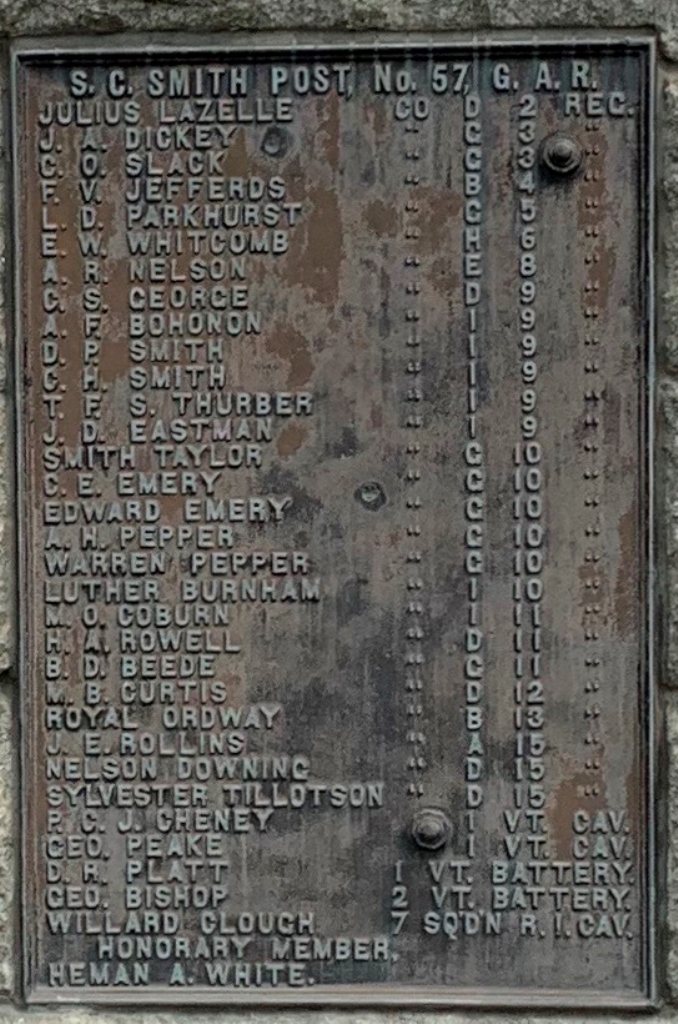 S. C. SMITH POST, No. 57, G. A. R.
JULIUS LAZELLE CO D 2 REG.
J. A. DICKEY " G 3 "
C. O. SLACK " G 3 "
F. V. JEFFERDS " B 4 "
L. D. PARKHURST " G 5 "
E. W. WHITCOMB " H 6 "
A. R. NELSON " E 8 "
C. S. GEORGE " D 9 "
A. F. BOHONON " I 9 "
D. P. SMITH " I 9 "
C. H. SMITH " I 9 "
T. F. S. THURBER " I 9 "
J. D. EASTMAN " I 9 "
SMITH TAYLOR " G 10 "
C. E. EMERY " G 10 "
EDWARD EMERY " G 10 "
A. H. PEPPER " G 10 "
WARREN PEPPER " G 10 "
LUTHER BURNHAM " I 10 "
M. O. COBURN " I 11 "
H. A. ROWELL " D 11 "
B. D. BEEDE " G 11 "
M. B. CURTIS " D 12 "
ROYAL ORDWAY " B 13 "
J. E. ROLLINS " A 15 "
NELSON DOWNING " D 15 "
SYLVESTER TILLOTSON " D 15 "
P. C. J. CHENEY 1 VT. CAV.
GEO. PEAKE 1 VT. CAV.
D. R. PLATT 1 VT. BATTERY.
GEO. BISHOP 2 VT. BATTERY.
WILLARD CLOUGH 7 SQD'N R. I. CAV.
HONORARY MEMBER,
HEMAN A. WHITE.